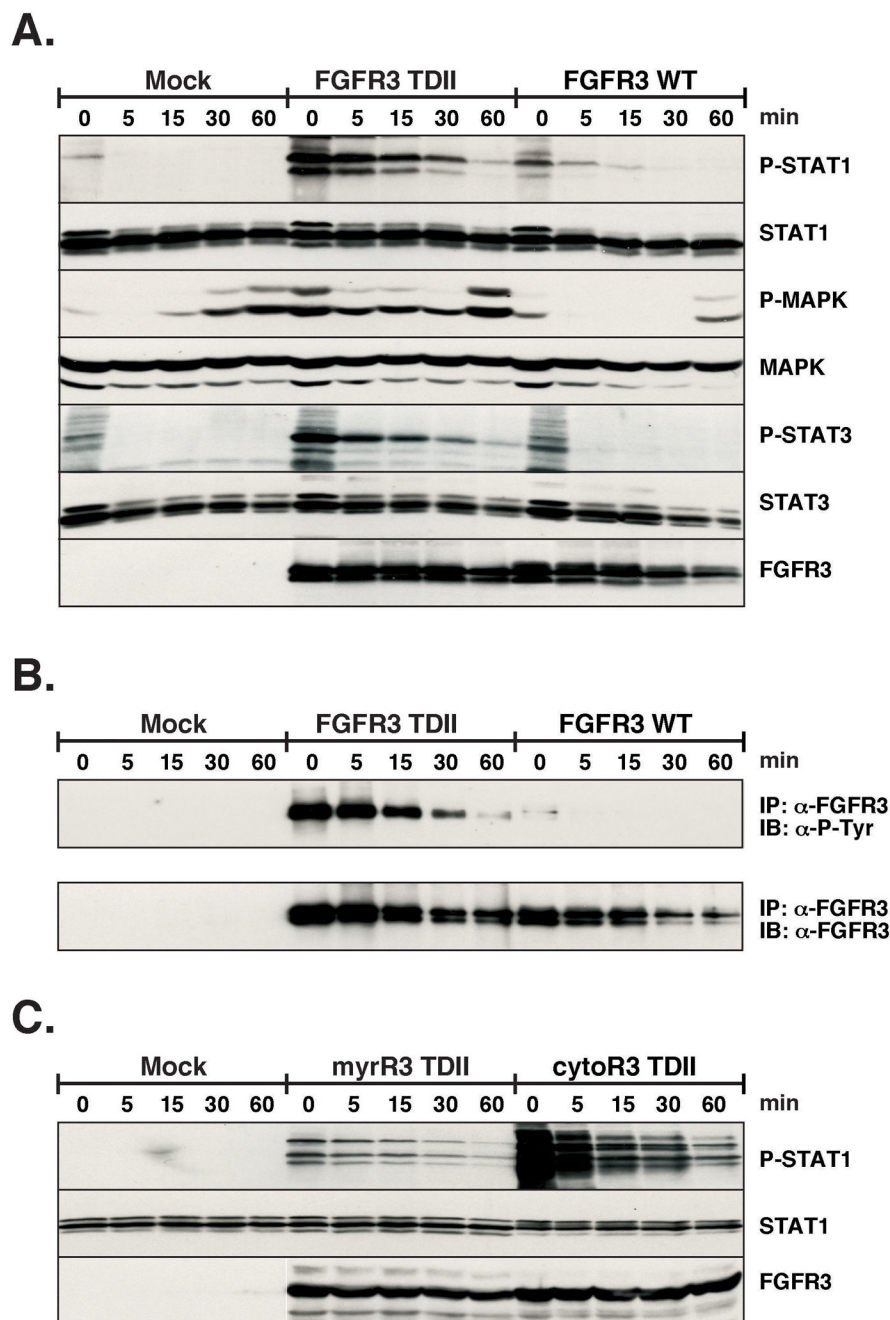 A.
Mock FGFR3 TDII FGFR3 WT
0 5 15 30 60 0 5 15 30 60 0 5 15 30 60 min
P-STAT1
STAT1
P-MAPK
MAPK
P-STAT3
STAT3
FGFR3
B.
Mock FGFR3 TDII FGFR3 WT
0 5 15 30 60 0 5 15 30 60 0 5 15 30 60 min
IP: α-FGFR3
IB: α-P-Tyr
IP: α-FGFR3
IB: α-FGFR3
C.
Mock myrR3 TDII cytoR3 TDII
0 5 15 30 60 0 5 15 30 60 0 5 15 30 60 min
P-STAT1
STAT1
FGFR3